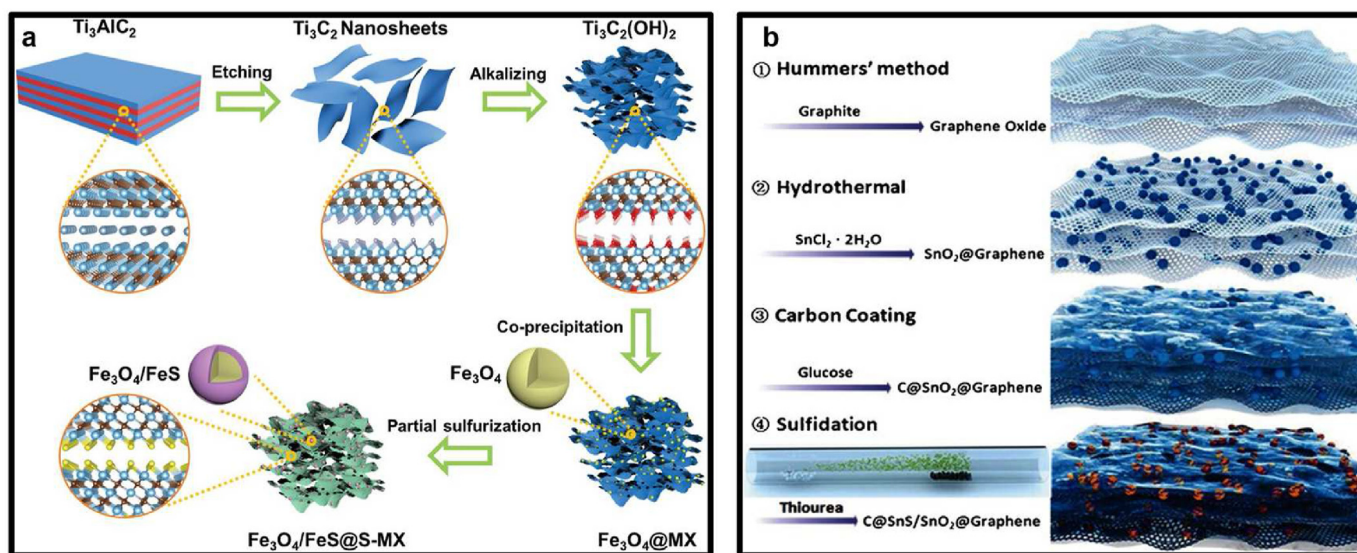 a
Ti₃AlC₂
Ti₃C₂ Nanosheets
Ti₃C₂(OH)₂
Etching
Alkalizing
Co-precipitation
Fe₃O₄/FeS
Fe₃O₄
Partial sulfurization
Fe₃O₄/FeS@S-MX
Fe₃O₄@MX
b
① Hummers' method
Graphite
Graphene Oxide
② Hydrothermal
SnCl₂ · 2H₂O
SnO₂@Graphene
③ Carbon Coating
Glucose
C@SnO₂@Graphene
④ Sulfidation
Thiourea
C@SnS/SnO₂@Graphene